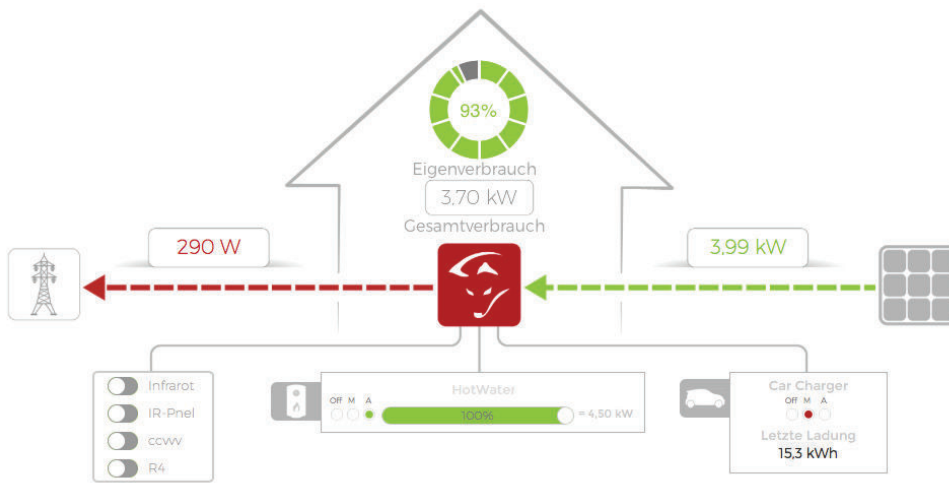 93%
Eigenverbrauch
3,70 kW
Gesamtverbrauch
290 W
3,99 kW
Infrarot
IR-Pnel
ccwv
R4
HotWater
Off M A
100%
= 4,50 kW
Car Charger
Off M A
Letzte Ladung
15,3 kWh